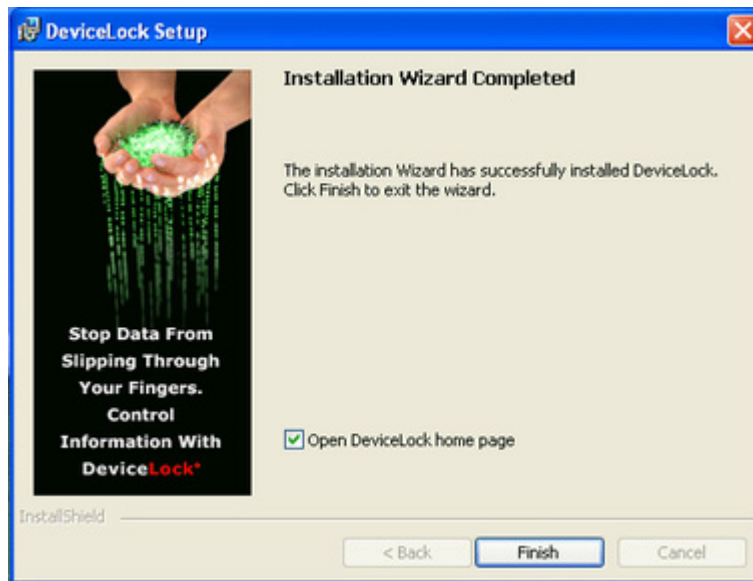 DeviceLock Setup
Installation Wizard Completed
The installation Wizard has successfully installed DeviceLock.
Click Finish to exit the wizard.
Stop Data From
Slipping Through
Your Fingers.
Control
Information With
DeviceLock*
Open DeviceLock home page
InstallShield
< Back
Finish
Cancel